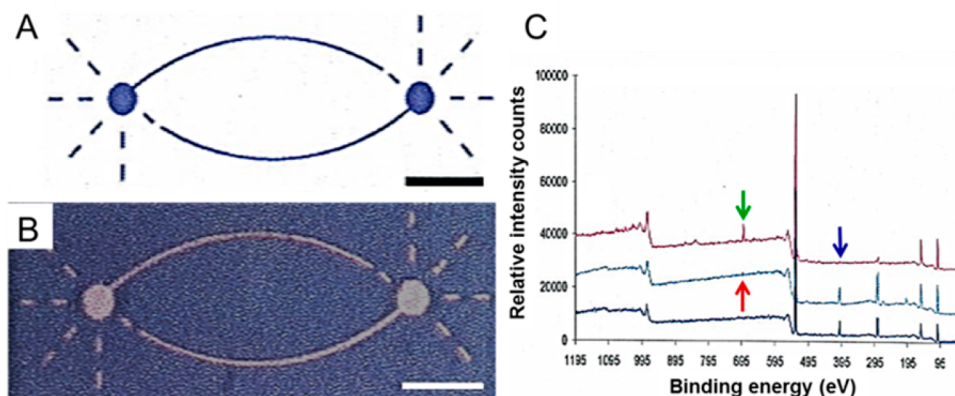 A
B
C
Relative intensity counts
100000
80000
60000
40000
20000
0
1195 1095 995 895 795 695 595 495 395 295 195 95
Binding energy (eV)